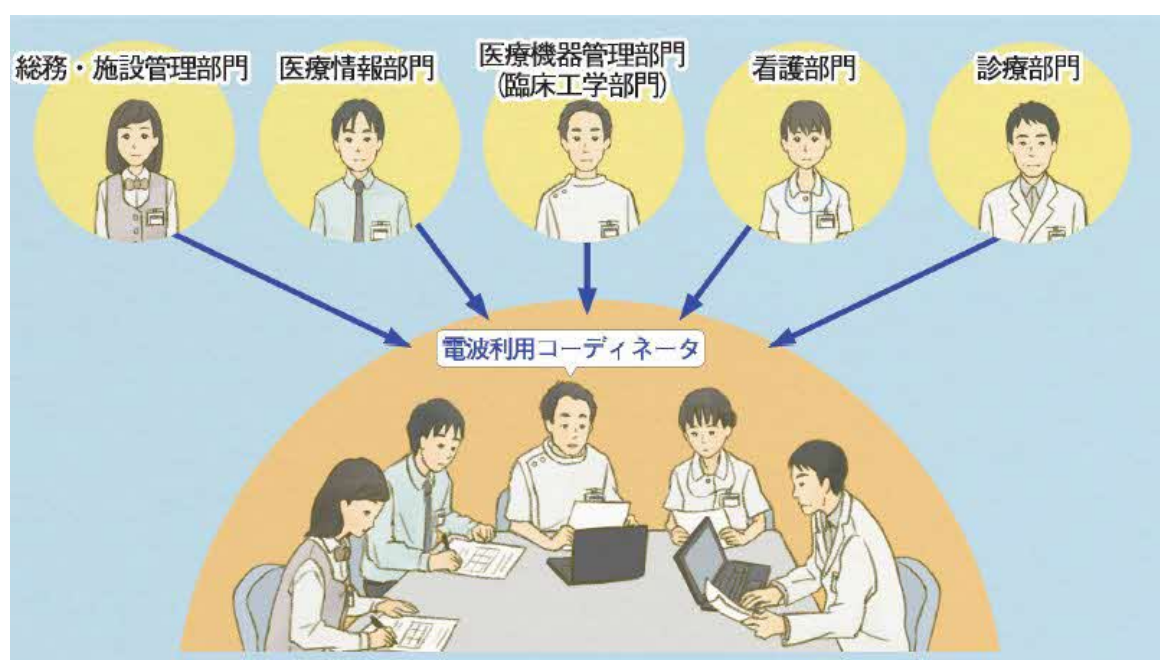 総務・施設管理部門
医療情報部門
医療機器管理部門
(臨床工学部門)
看護部門
診療部門
電波利用コーディネータ